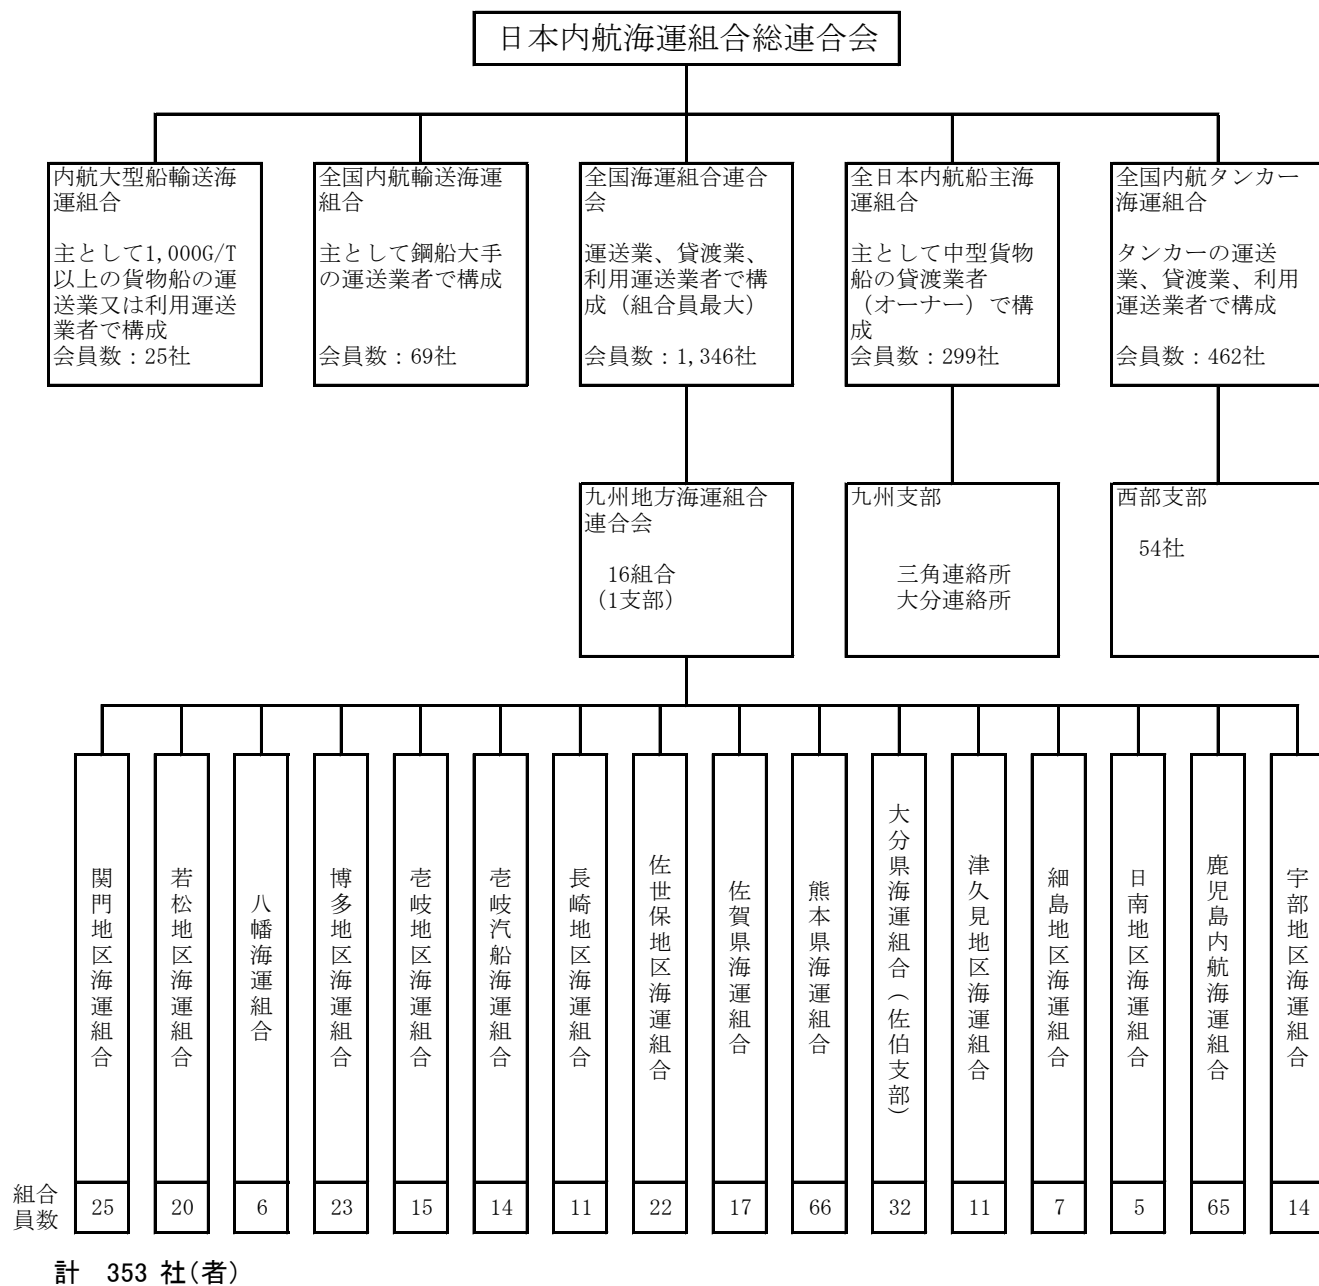 日本内航海運組合総連合会
内航大型船輸送海
運組合
主として1,000G/T
以上の貨物船の運
送業又は利用運送
業者で構成
会員数：25社
全国内航輸送海運
組合
主として鋼船大手
の運送業者で構成
会員数：69社
全国海運組合連合
会
運送業、貸渡業、
利用運送業者で構
成（組合員最大）
会員数：1,346社
全日本内航船主海
運組合
主として中型貨物
船の貸渡業者
（オーナー）で構
成
会員数：299社
全国内航タンカー
海運組合
タンカーの運送
業、貸渡業、利用
運送業者で構成
会員数：462社
九州地方海運組合
連合会
16組合
（1支部）
九州支部
三角連絡所
大分連絡所
西部支部
54社
関門地区海運組合
若松地区海運組合
八幡海運組合
博多地区海運組合
壱岐地区海運組合
壱岐汽船海運組合
長崎地区海運組合
佐世保地区海運組合
佐賀県海運組合
熊本県海運組合
大分県海運組合（佐伯支部）
津久見地区海運組合
細島地区海運組合
日南地区海運組合
鹿児島内航海運組合
宇部地区海運組合
組合
員数
25
20
6
23
15
14
11
22
17
66
32
11
7
5
65
14
計　353 社（者）